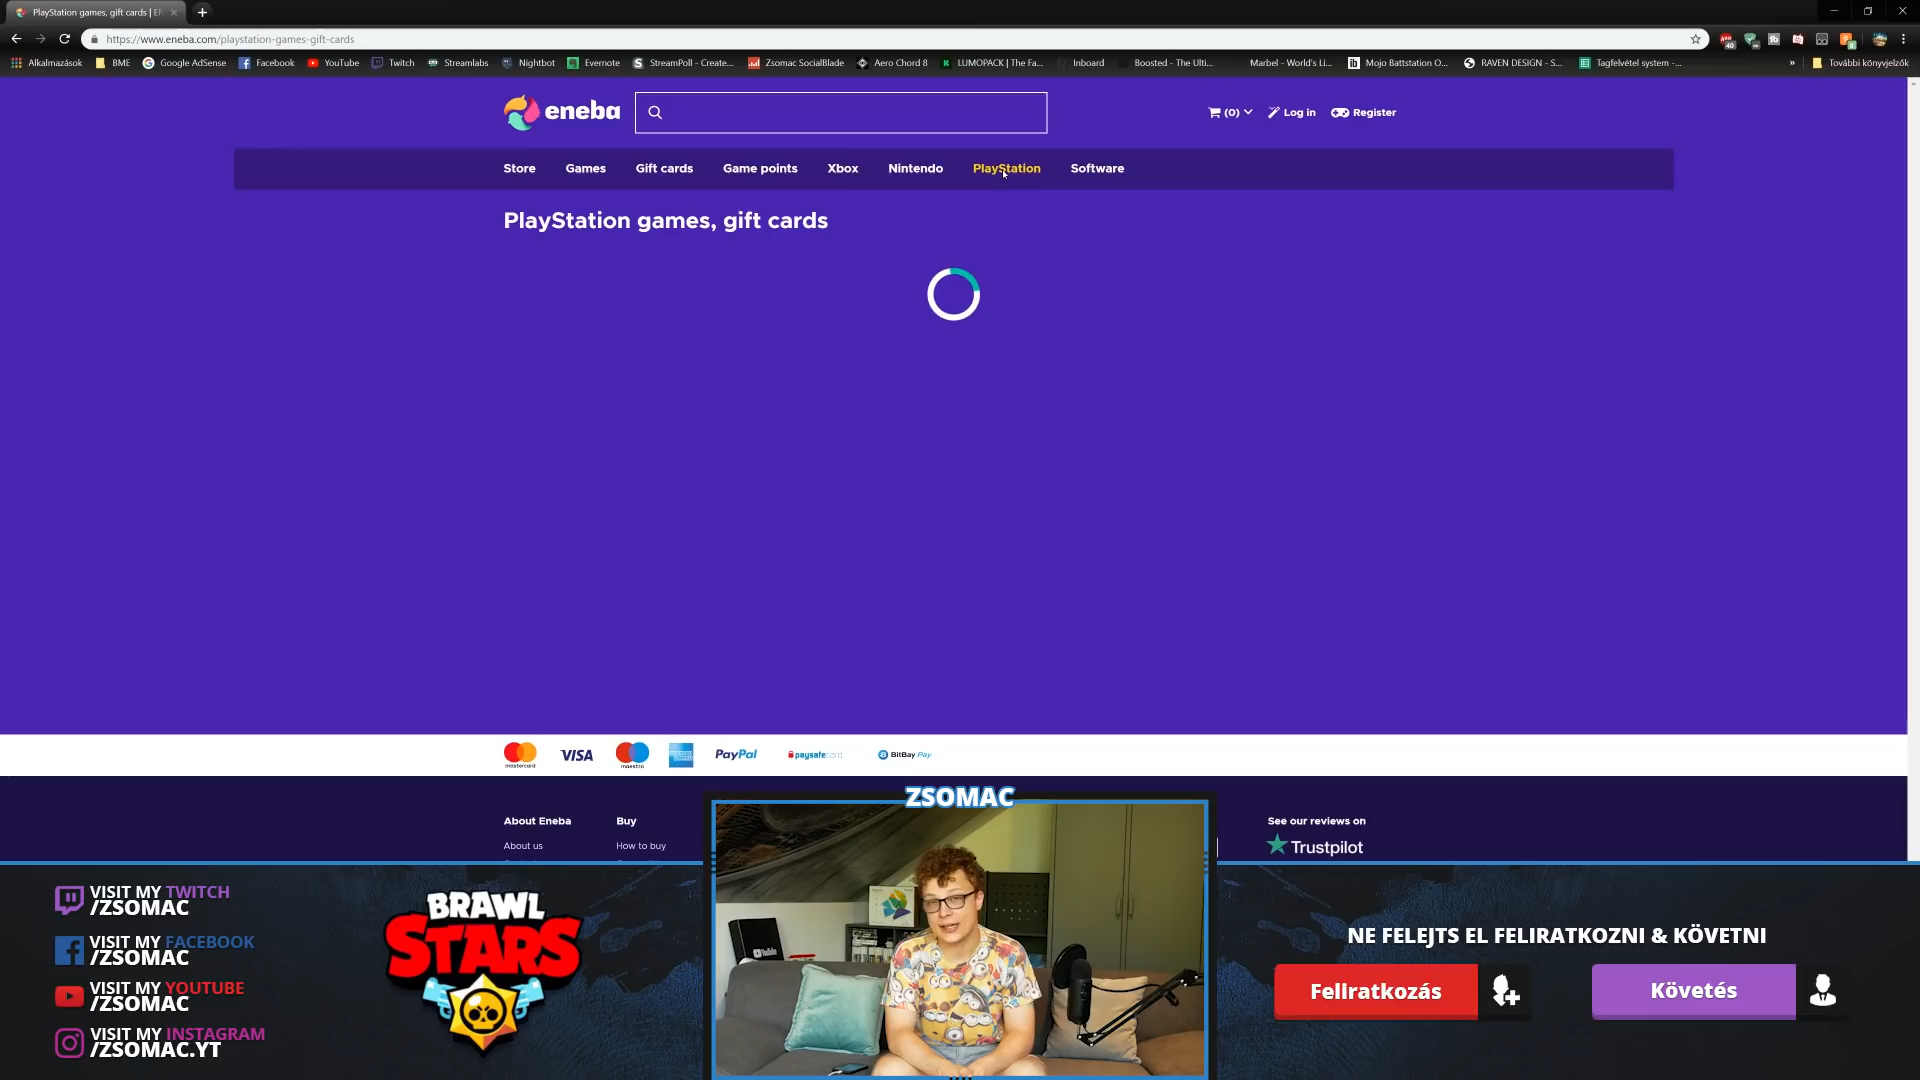 PlayStation games, gift cards | EN
https://www.eneba.com/playstation-games-gift-cards
40
Alkalmazások BME Google AdSense Facebook YouTube Twitch Streamlabs Nightbot Evernote StreamPoll - Create... Zsomac SocialBlade Aero Chord 8 LUMOPACK | The Fa... Inboard Boosted - The Ulti... Marbel - World's Li... Mojo Battstation O... RAVEN DESIGN - S... Tagfelvétel system -... » További könyvjelzők
eneba
(0) Log in Register
Store Games Gift cards Game points Xbox Nintendo PlayStation Software
PlayStation games, gift cards
mastercard VISA maestro PayPal paysafecard BitBay Pay
About Eneba Buy See our reviews on
About us How to buy Trustpilot
ZSOMAC
VISIT MY TWITCH
/ZSOMAC
VISIT MY FACEBOOK
/ZSOMAC
VISIT MY YOUTUBE
/ZSOMAC
VISIT MY INSTAGRAM
/ZSOMAC.YT
BRAWL
STARS
NE FELEJTS EL FELIRATKOZNI & KÖVETNI
Feliratkozás Követés